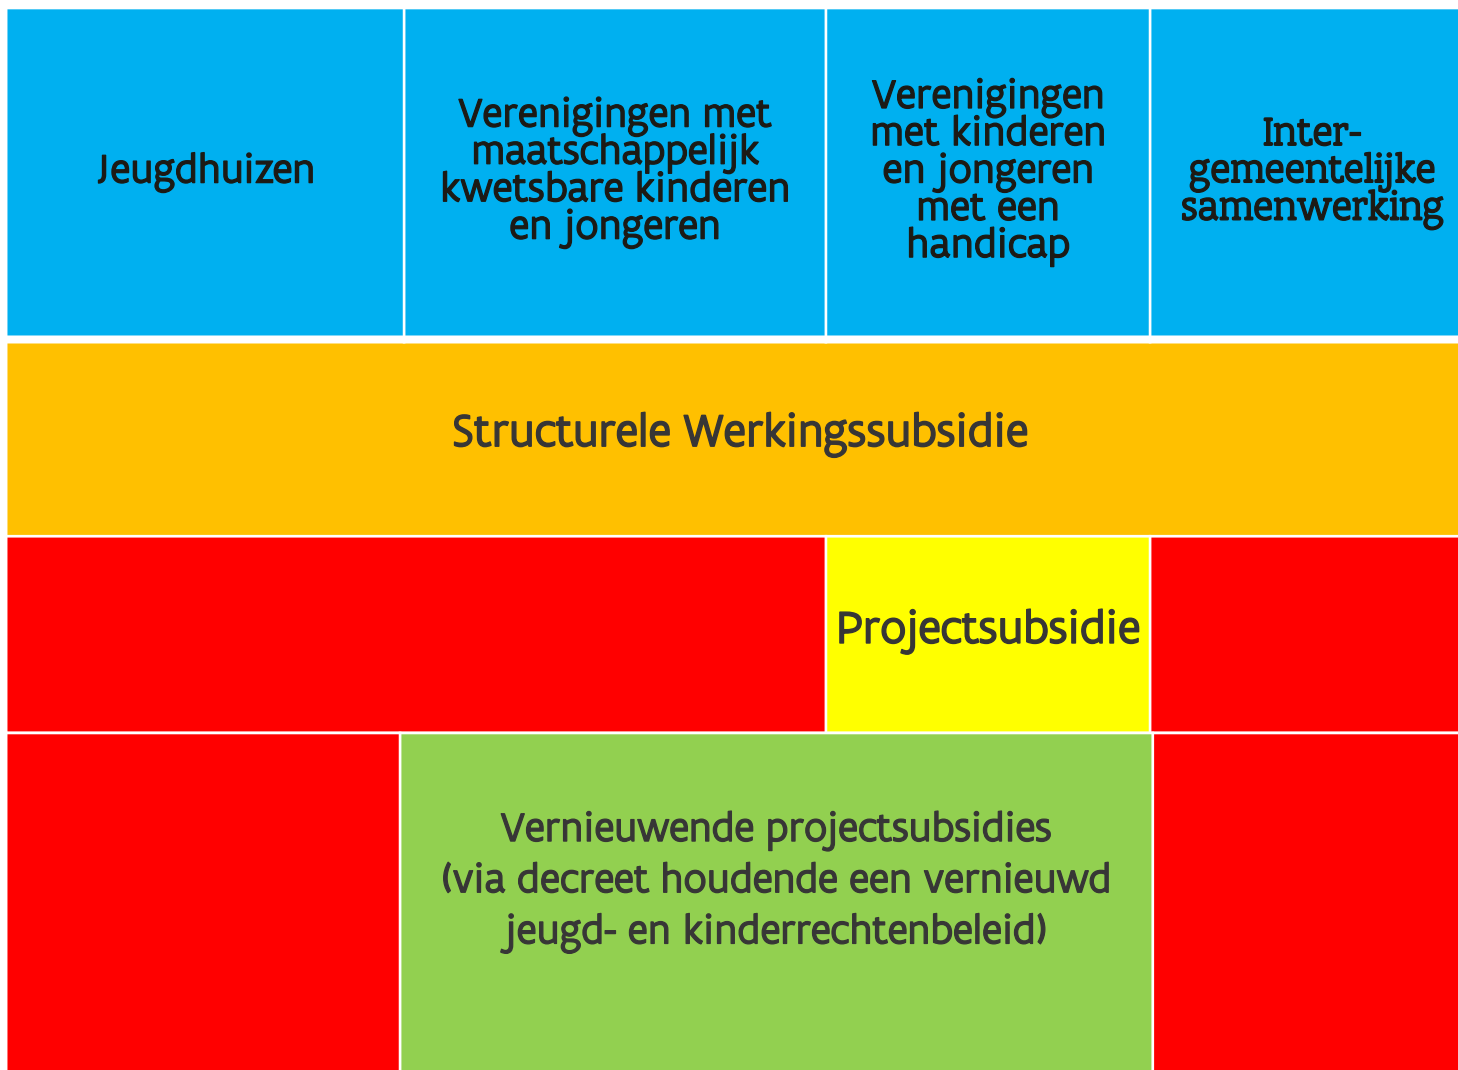 Jeugdhuizen
Verenigingen met
maatschappelijk
kwetsbare kinderen
en jongeren
Verenigingen
met kinderen
en jongeren
met een
handicap
Inter-
gemeentelijke
samenwerking
Structurele Werkingssubsidie
Projectsubsidie
Vernieuwende projectsubsidies
(via decreet houdende een vernieuwd
jeugd- en kinderrechtenbeleid)